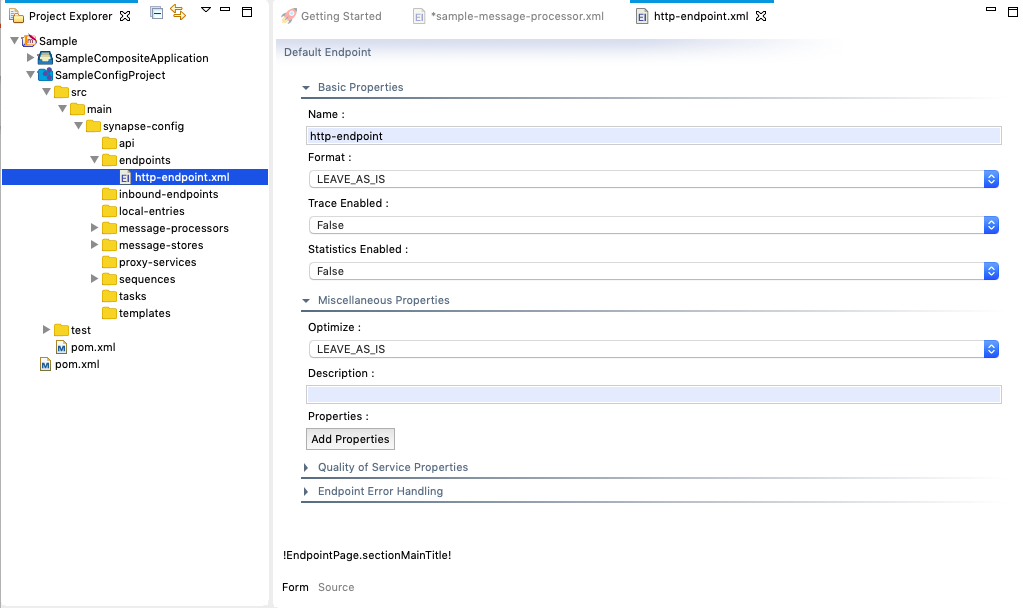 Project Explorer
Sample
SampleCompositeApplication
SampleConfigProject
src
main
synapse-config
api
endpoints
EI http-endpoint.xml
inbound-endpoints
local-entries
message-processors
message-stores
proxy-services
sequences
tasks
templates
test
M pom.xml
M pom.xml
Getting Started
EI *sample-message-processor.xml
EI http-endpoint.xml
Default Endpoint
Basic Properties
Name :
http-endpoint
Format :
LEAVE_AS_IS
Trace Enabled :
False
Statistics Enabled :
False
Miscellaneous Properties
Optimize :
LEAVE_AS_IS
Description :
Properties :
Add Properties
Quality of Service Properties
Endpoint Error Handling
!EndpointPage.sectionMainTitle!
Form Source